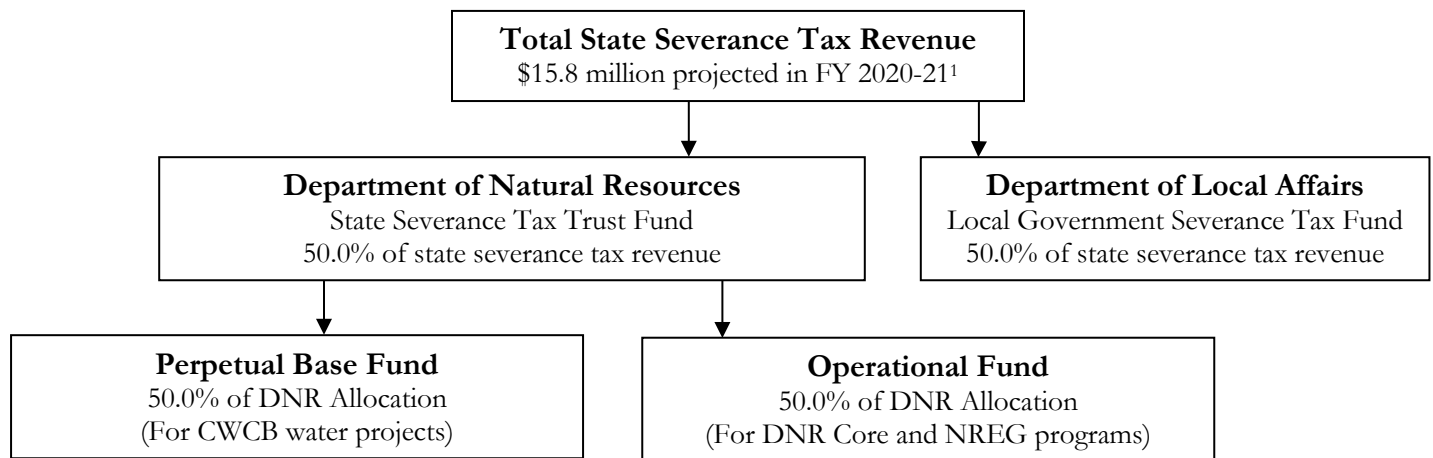 Total State Severance Tax Revenue
$15.8 million projected in FY 2020-21¹
Department of Natural Resources
State Severance Tax Trust Fund
50.0% of state severance tax revenue
Department of Local Affairs
Local Government Severance Tax Fund
50.0% of state severance tax revenue
Perpetual Base Fund
50.0% of DNR Allocation
(For CWCB water projects)
Operational Fund
50.0% of DNR Allocation
(For DNR Core and NREG programs)